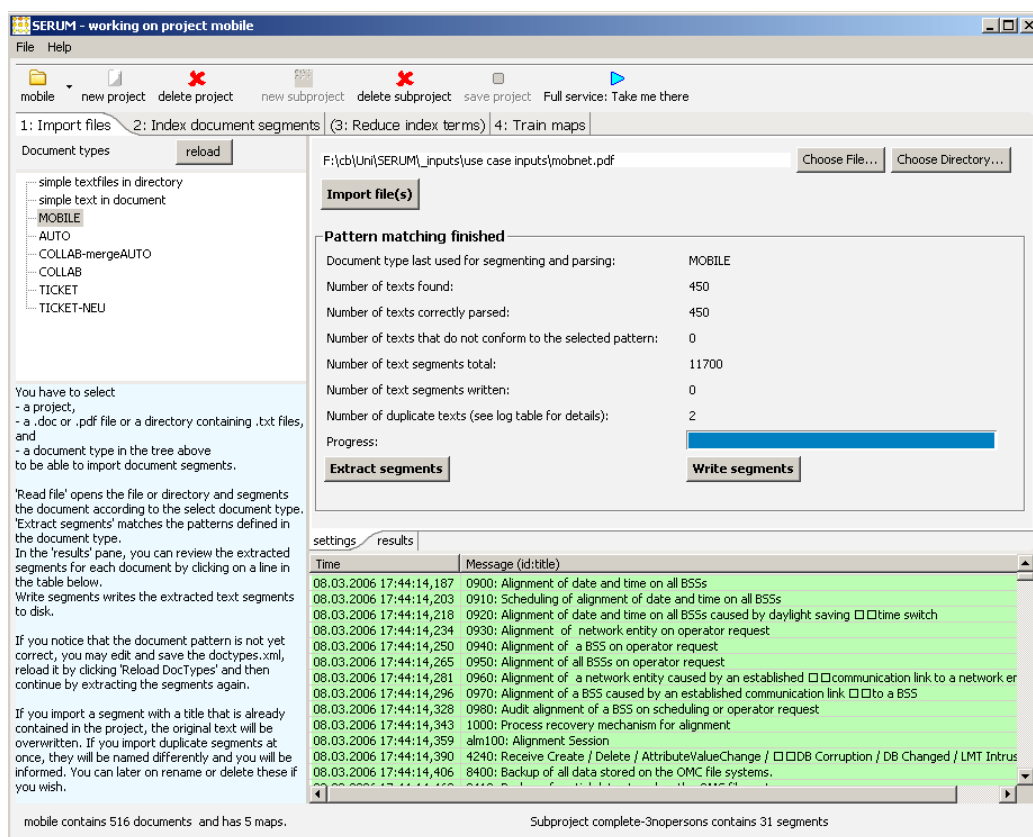 SERUM - working on project mobile
File Help
mobile new project delete project new subproject delete subproject save project Full service: Take me there
1: Import files 2: Index document segments (3: Reduce index terms) 4: Train maps
Document types reload
simple textfiles in directory
simple text in document
MOBILE
AUTO
COLLAB-mergeAUTO
COLLAB
TICKET
TICKET-NEU
You have to select
- a project,
- a .doc or .pdf file or a directory containing .txt files,
and
- a document type in the tree above
to be able to import document segments.
'Read file' opens the file or directory and segments
the document according to the select document type.
'Extract segments' matches the patterns defined in
the document type.
In the 'results' pane, you can review the extracted
segments for each document by clicking on a line in
the table below.
Write segments writes the extracted text segments
to disk.
If you notice that the document pattern is not yet
correct, you may edit and save the doctypes.xml,
reload it by clicking 'Reload DocTypes' and then
continue by extracting the segments again.
If you import a segment with a title that is already
contained in the project, the original text will be
overwritten. If you import duplicate segments at
once, they will be named differently and you will be
informed. You can later on rename or delete these if
you wish.
F:\cb\Uni\SERUM\_inputs\use case inputs\mobnet.pdf Choose File... Choose Directory...
Import file(s)
Pattern matching finished
Document type last used for segmenting and parsing: MOBILE
Number of texts found: 450
Number of texts correctly parsed: 450
Number of texts that do not conform to the selected pattern: 0
Number of text segments total: 11700
Number of text segments written: 0
Number of duplicate texts (see log table for details): 2
Progress:
Extract segments Write segments
settings results
Time Message (id:title)
08.03.2006 17:44:14,187 0900: Alignment of date and time on all BSSs
08.03.2006 17:44:14,203 0910: Scheduling of alignment of date and time on all BSSs
08.03.2006 17:44:14,218 0920: Alignment of date and time on all BSSs caused by daylight saving □□time switch
08.03.2006 17:44:14,234 0930: Alignment of network entity on operator request
08.03.2006 17:44:14,250 0940: Alignment of a BSS on operator request
08.03.2006 17:44:14,265 0950: Alignment of all BSSs on operator request
08.03.2006 17:44:14,281 0960: Alignment of a network entity caused by an established □□communication link to a network er
08.03.2006 17:44:14,296 0970: Alignment of a BSS caused by an established communication link □□to a BSS
08.03.2006 17:44:14,328 0980: Audit alignment of a BSS on scheduling or operator request
08.03.2006 17:44:14,343 1000: Process recovery mechanism for alignment
08.03.2006 17:44:14,359 alm100: Alignment Session
08.03.2006 17:44:14,390 4240: Receive Create / Delete / AttributeValueChange / □□DB Corruption / DB Changed / LMT Intrus
08.03.2006 17:44:14,406 8400: Backup of all data stored on the OMC file systems.
mobile contains 516 documents and has 5 maps. Subproject complete-3nopersons contains 31 segments